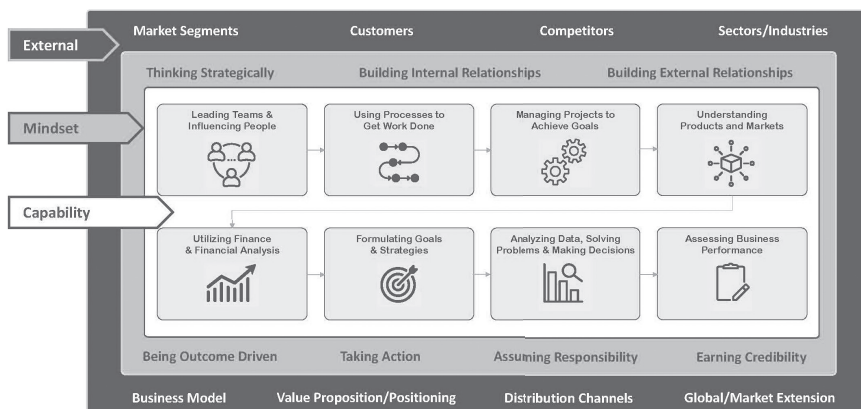 External
Market Segments
Customers
Competitors
Sectors/Industries
Thinking Strategically
Building Internal Relationships
Building External Relationships
Mindset
Leading Teams &
Influencing People
Using Processes to
Get Work Done
Managing Projects to
Achieve Goals
Understanding
Products and Markets
Capability
Utilizing Finance
& Financial Analysis
Formulating Goals
& Strategies
Analyzing Data, Solving
Problems & Making Decisions
Assessing Business
Performance
Being Outcome Driven
Taking Action
Assuming Responsibility
Earning Credibility
Business Model
Value Proposition/Positioning
Distribution Channels
Global/Market Extension